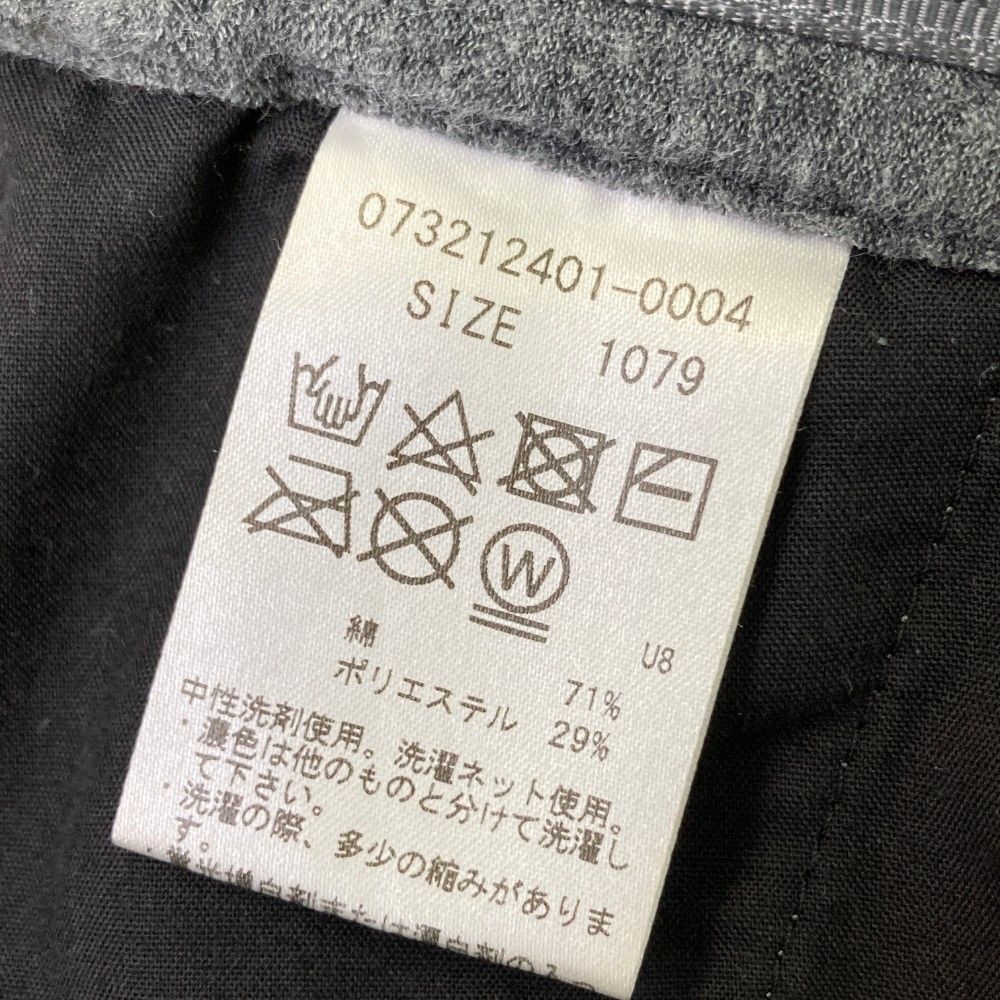 073212401-0004
SIZE 1079
W
U8
綿 71%
ポリエステル 29%
中性洗剤使用。洗濯ネット使用。
・濃色は他のものと分けて洗濯し
て下さい。
・洗濯の際、多少の縮みがありま
す。